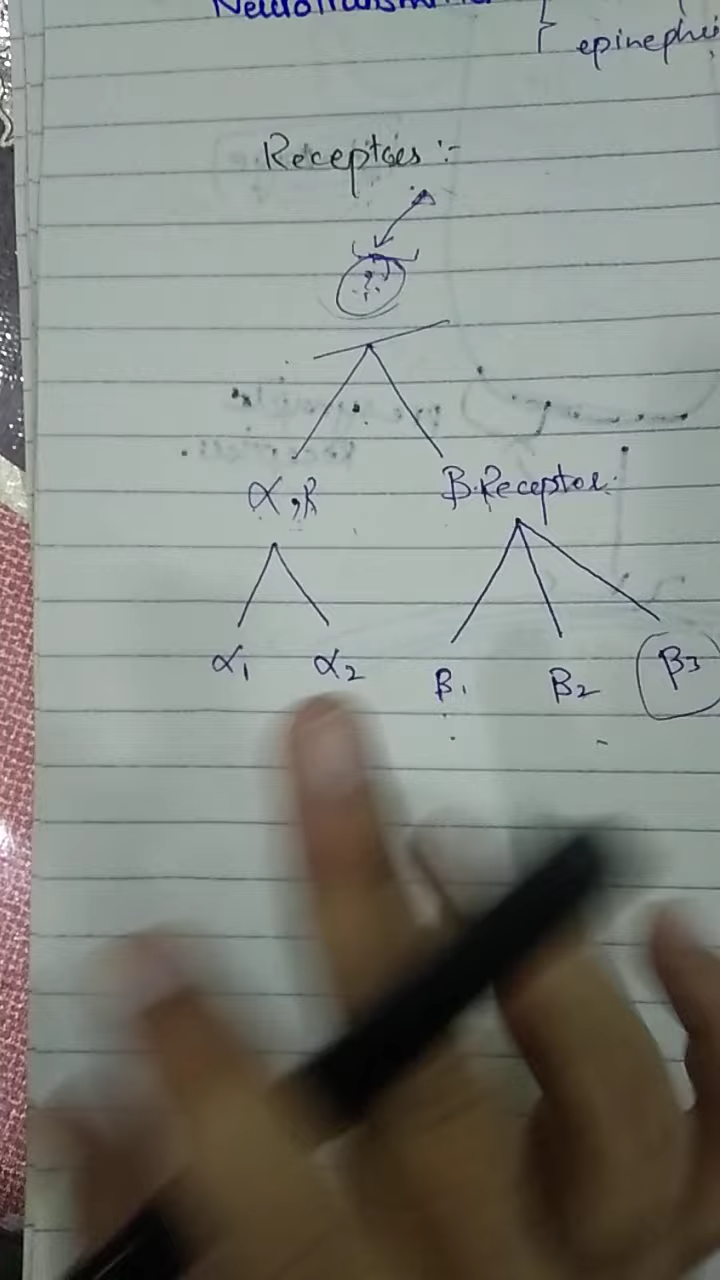 epinephi
Receptors :-
α, R
B.Receptor.
α1 α2
β1 β2 β3